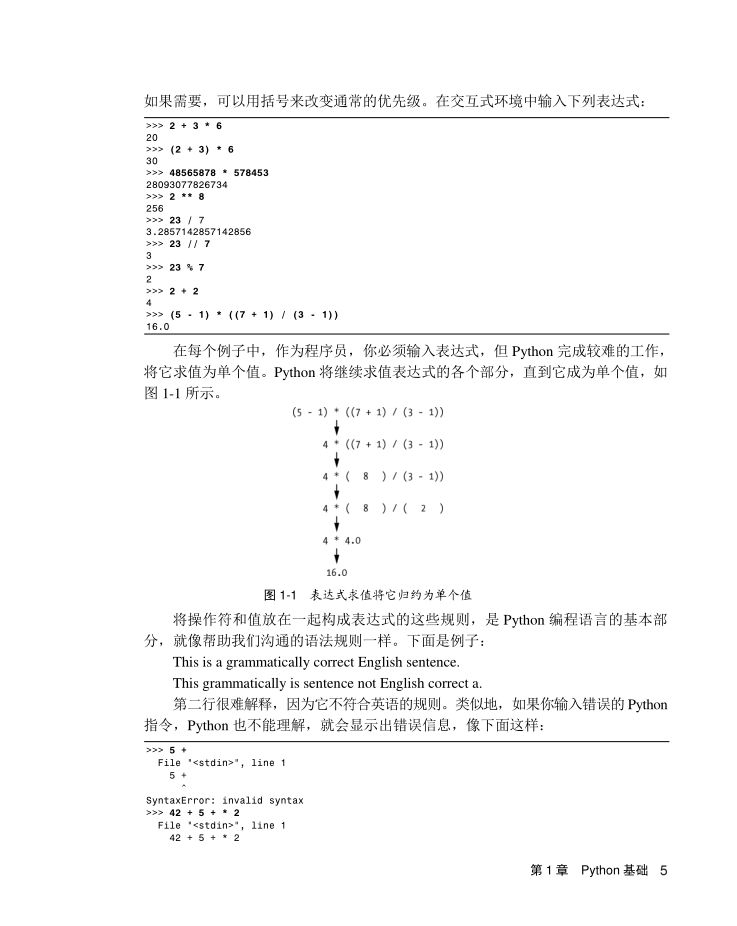 如果需要，可以用括号来改变通常的优先级。在交互式环境中输入下列表达式：
>>> 2 + 3 * 6
20
>>> (2 + 3) * 6
30
>>> 48565878 * 578453
28093077826734
>>> 2 ** 8
256
>>> 23 / 7
3.2857142857142856
>>> 23 // 7
3
>>> 23 % 7
2
>>> 2 + 2
4
>>> (5 - 1) * ((7 + 1) / (3 - 1))
16.0
在每个例子中，作为程序员，你必须输入表达式，但 Python 完成较难的工作，
将它求值为单个值。Python 将继续求值表达式的各个部分，直到它成为单个值，如
图 1-1 所示。
(5 - 1) * ((7 + 1) / (3 - 1))
4 * ((7 + 1) / (3 - 1))
4 * ( 8 ) / (3 - 1))
4 * ( 8 ) / ( 2 )
4 * 4.0
16.0
图 1-1 表达式求值将它归约为单个值
将操作符和值放在一起构成表达式的这些规则，是 Python 编程语言的基本部
分，就像帮助我们沟通的语法规则一样。下面是例子：
This is a grammatically correct English sentence.
This grammatically is sentence not English correct a.
第二行很难解释，因为它不符合英语的规则。类似地，如果你输入错误的 Python
指令，Python 也不能理解，就会显示出错误信息，像下面这样：
>>> 5 +
File "<stdin>", line 1
5 +
^
SyntaxError: invalid syntax
>>> 42 + 5 + * 2
File "<stdin>", line 1
42 + 5 + * 2
第 1 章 Python 基础 5